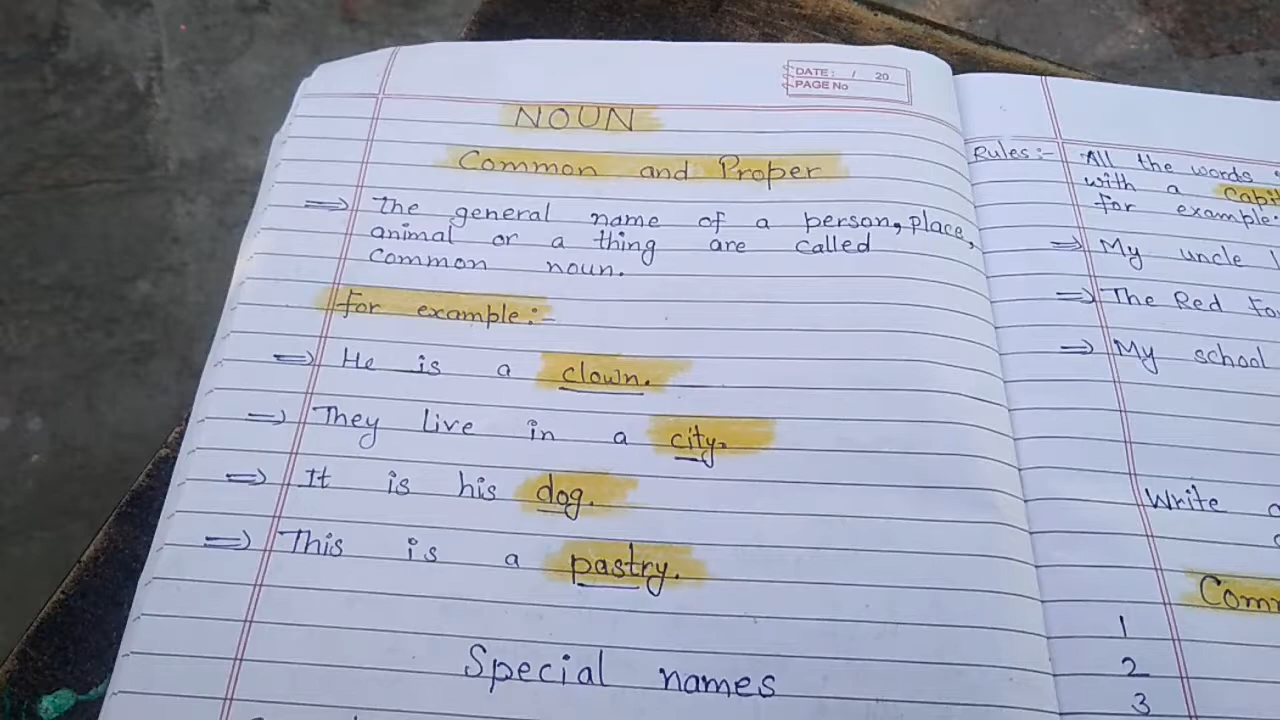 DATE: / 20
PAGE No
NOUN
Common and Proper
⇒ The general name of a person, place,
animal or a thing are called
Common noun.
For example:-
⇒ He is a clown.
⇒ They live in a city.
⇒ It is his dog.
⇒ This is a pastry.
Special names
Rules:- All the words
with a
for example
⇒ My uncle
⇒ The Red
⇒ My school
Write
1
2
3